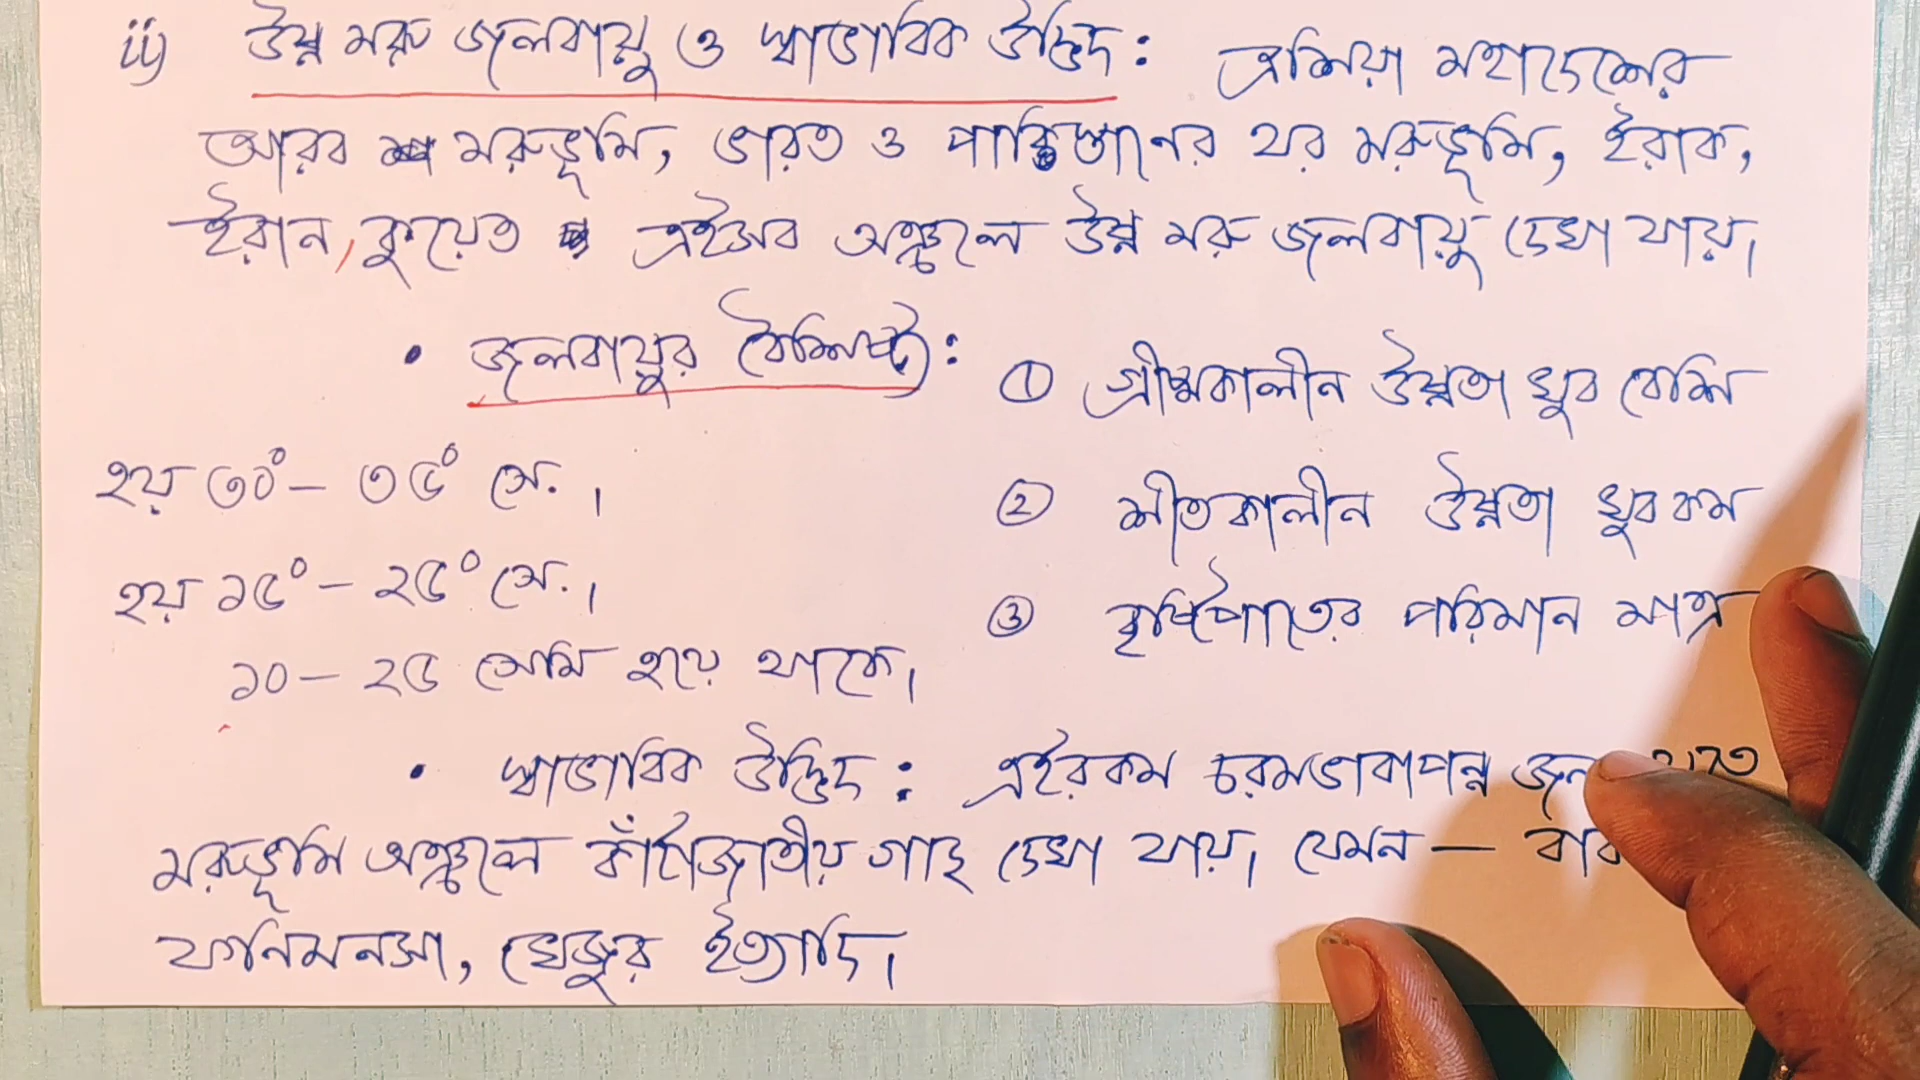 ii) উষ্ণ মরু জলবায়ু ও স্বাভাবিক উদ্ভিদ : এশিয়া মহাদেশের
আরব মরুভূমি, ভারত ও পাকিস্তানের থর মরুভূমি, ইরাক,
ইরান, কুয়েত এইসব অঞ্চলে উষ্ণ মরু জলবায়ু দেখা যায়।
• জলবায়ুর বৈশিষ্ট্য : ① গ্রীষ্মকালীন উষ্ণতা খুব বেশি
হয় ৩০° – ৩৫° সে. ।
② শীতকালীন উষ্ণতা খুব কম
হয় ১৫° – ২৫° সে. ।
③ বৃষ্টিপাতের পরিমান মাত্র
১০ – ২৫ সেমি হয়ে থাকে।
• স্বাভাবিক উদ্ভিদ : এইরকম চরমভাবাপন্ন
মরুভূমি অঞ্চলে কাঁটাজাতীয় গাছ দেখা যায়। যেমন —
ফনিমনসা, খেজুর ইত্যাদি।